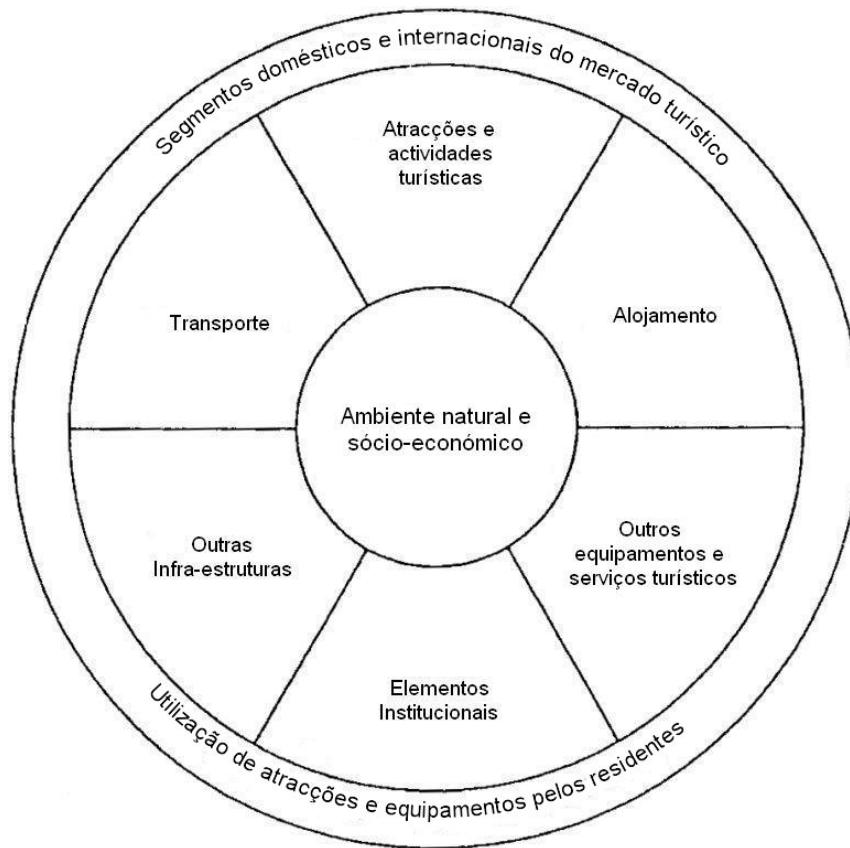 Segmentos domésticos e internacionais do mercado turístico
Atracções e
actividades
turísticas
Transporte
Alojamento
Ambiente natural e
sócio-económico
Outras
Infra-estruturas
Outros
equipamentos e
serviços turísticos
Elementos
Institucionais
Utilização de atracções e equipamentos pelos residentes